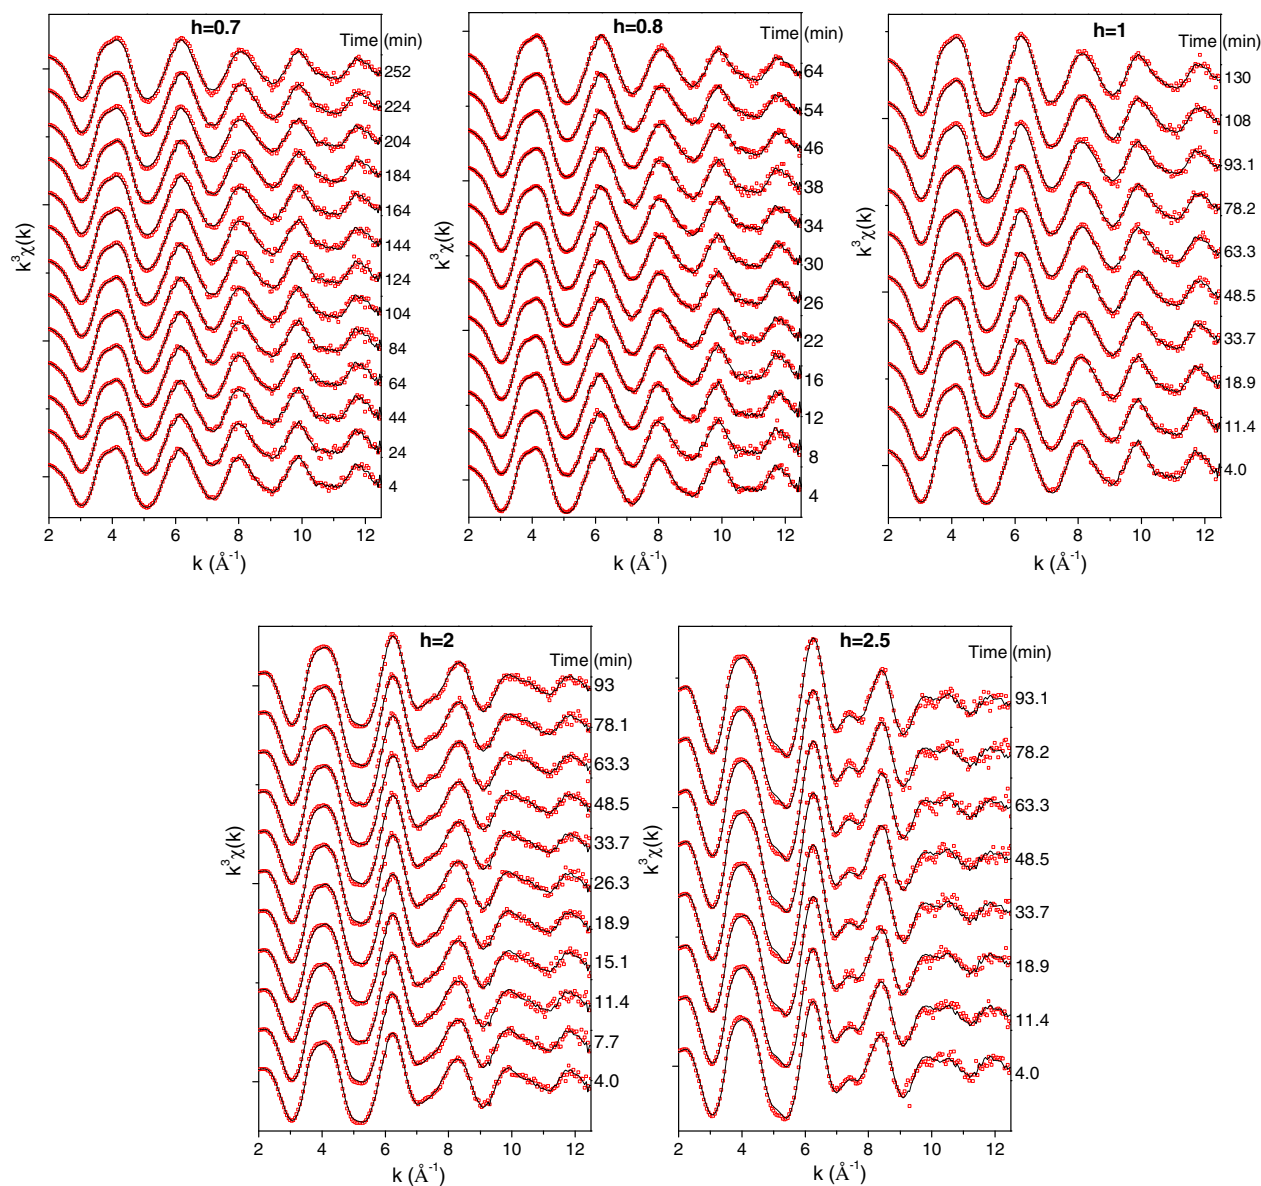 h=0.7
Time (min)
252
224
204
184
164
144
124
104
84
64
44
24
4
k³χ(k)
2 4 6 8 10 12
k (Å⁻¹)
h=0.8
Time (min)
64
54
46
38
34
30
26
22
16
12
8
4
k³χ(k)
2 4 6 8 10 12
k (Å⁻¹)
h=1
Time (min)
130
108
93.1
78.2
63.3
48.5
33.7
18.9
11.4
4.0
k³χ(k)
2 4 6 8 10 12
k (Å⁻¹)
h=2
Time (min)
93
78.1
63.3
48.5
33.7
26.3
18.9
15.1
11.4
7.7
4.0
k³χ(k)
2 4 6 8 10 12
k (Å⁻¹)
h=2.5
Time (min)
93.1
78.2
63.3
48.5
33.7
18.9
11.4
4.0
k³χ(k)
2 4 6 8 10 12
k (Å⁻¹)